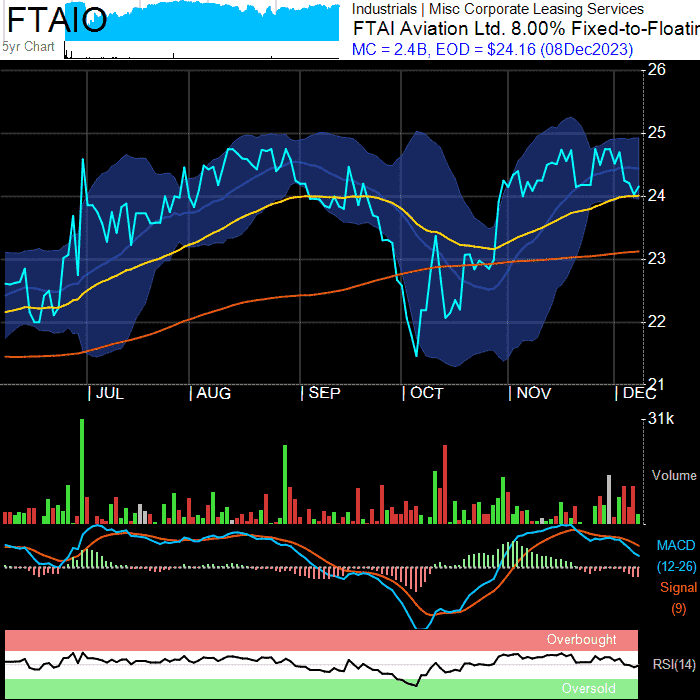 FTAIO
5yr Chart
Industrials | Misc Corporate Leasing Services
FTAI Aviation Ltd. 8.00% Fixed-to-Floatin
MC = 2.4B, EOD = $24.16 (08Dec2023)
26
25
24
23
22
21
JUL
AUG
SEP
OCT
NOV
DEC
31k
Volume
MACD
(12-26)
Signal
(9)
Overbought
RSI(14)
Oversold